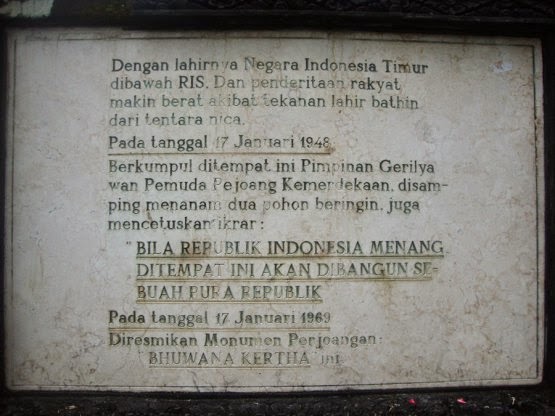 Dengan lahirnya Negara Indonesia Timur
dibawah RIS. Dan penderitaan rakyat
makin berat akibat tekanan lahir bathin
dari tentara nica.
Pada tanggal 17 Januari 1948
Berkumpul ditempat ini Pimpinan Gerilya
wan Pemuda Pejoang Kemerdekaan, disam-
ping menanam dua pohon beringin, juga
mencetuskan ikrar :
"BILA REPUBLIK INDONESIA MENANG
DITEMPAT INI AKAN DIBANGUN SE-
BUAH PURA REPUBLIK
Pada tanggal 17 Januari 1969
Diresmikan Monumen Perjoangan:
"BHUWANA KERTHA" ini